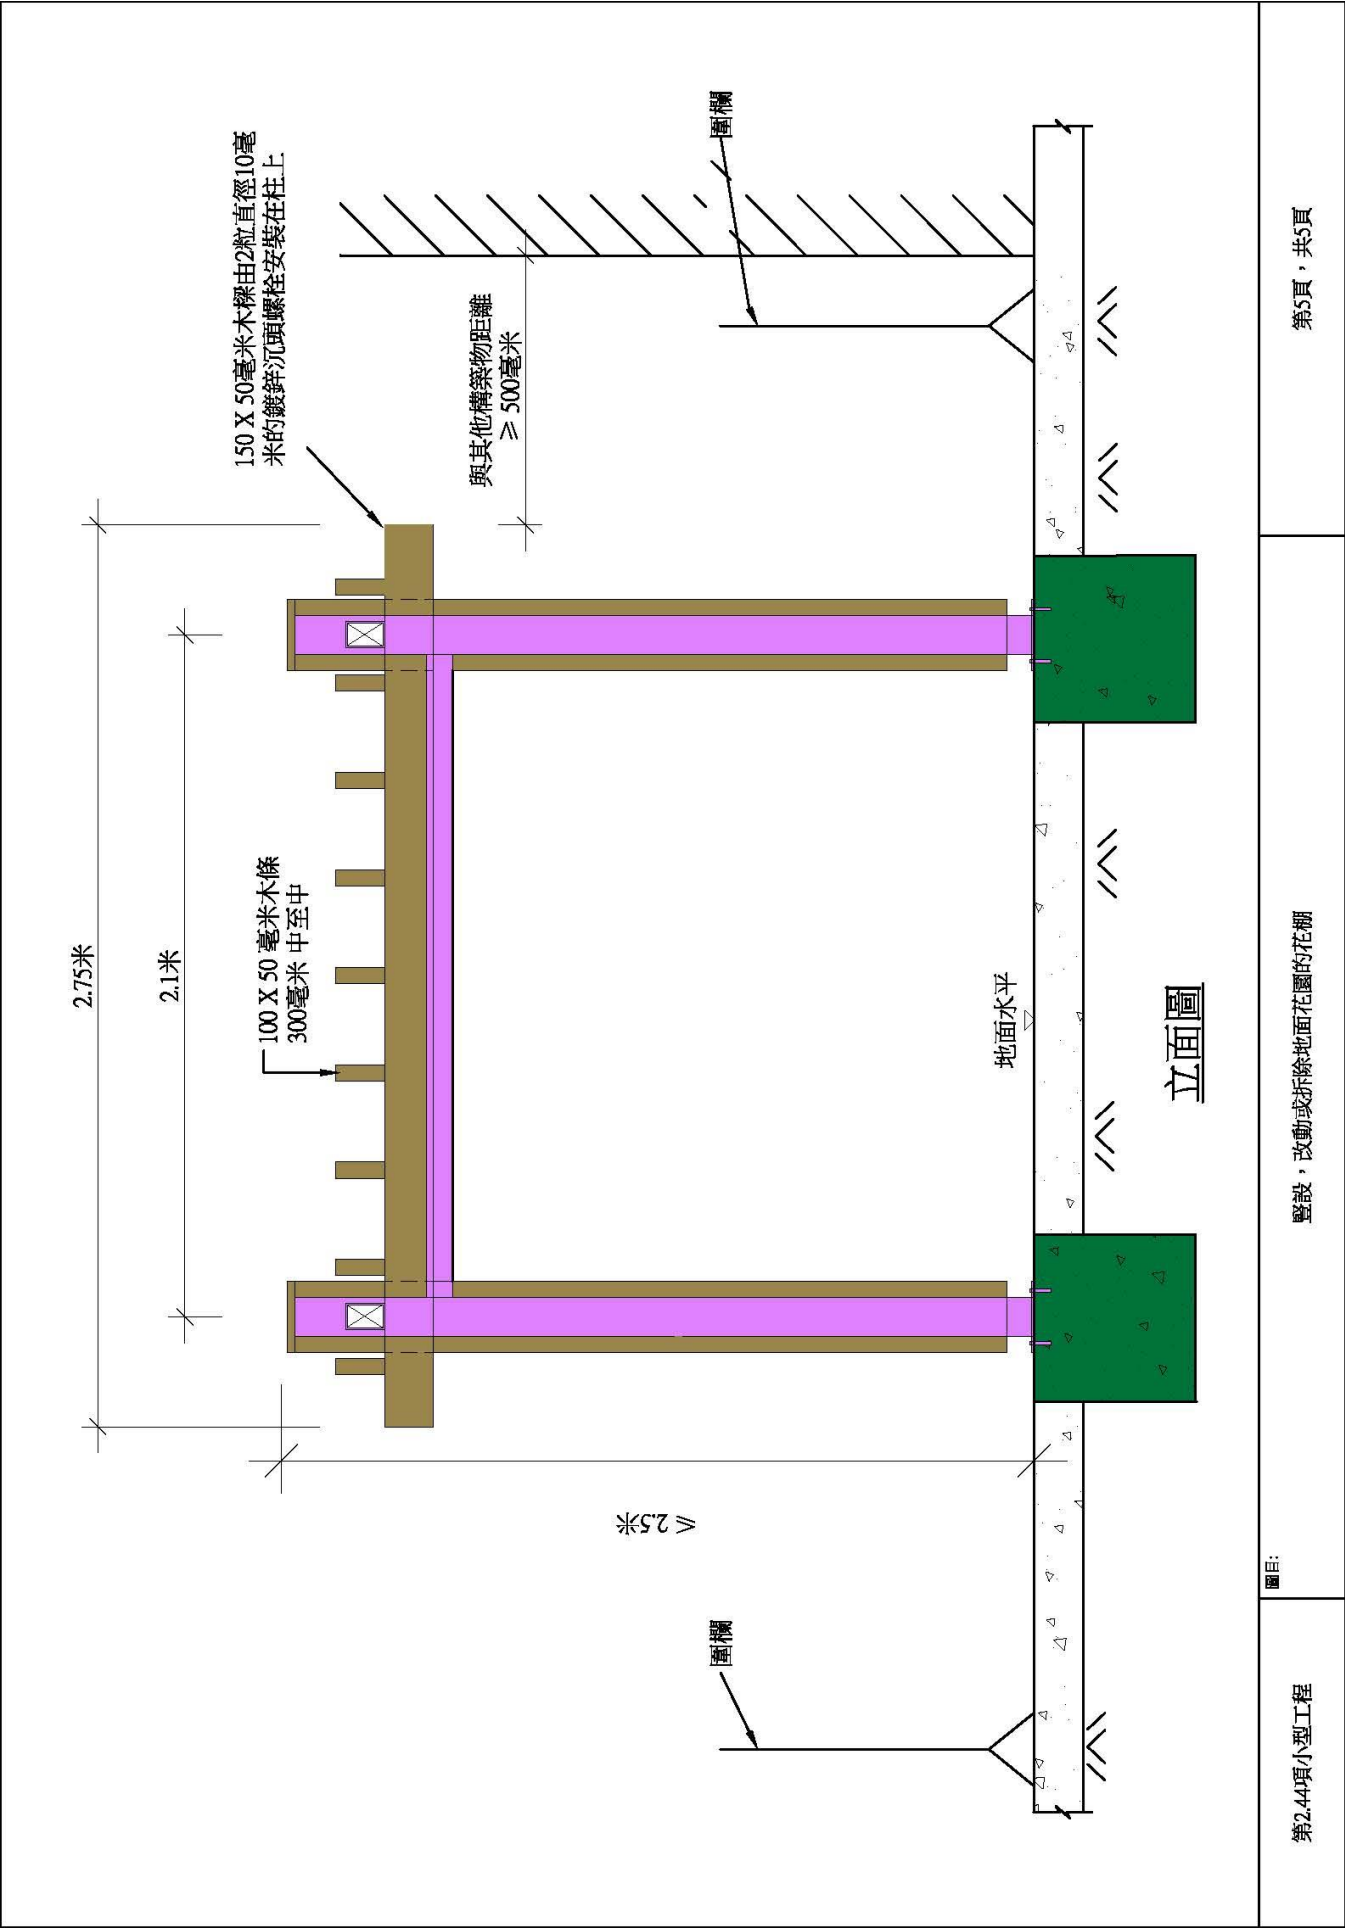 2.75米
2.1米
100 X 50 毫米木條
300毫米 中至中
150 X 50毫米木樑由2粒直徑10毫
米的鍍鋅沉頭螺栓安裝在柱上
與其他構築物距離
≥ 500毫米
≤ 2.5米
圍欄
圍欄
地面水平
立面圖
第2.44項小型工程
圖目:
豎設，改動或拆除地面花園的花棚
第5頁，共5頁